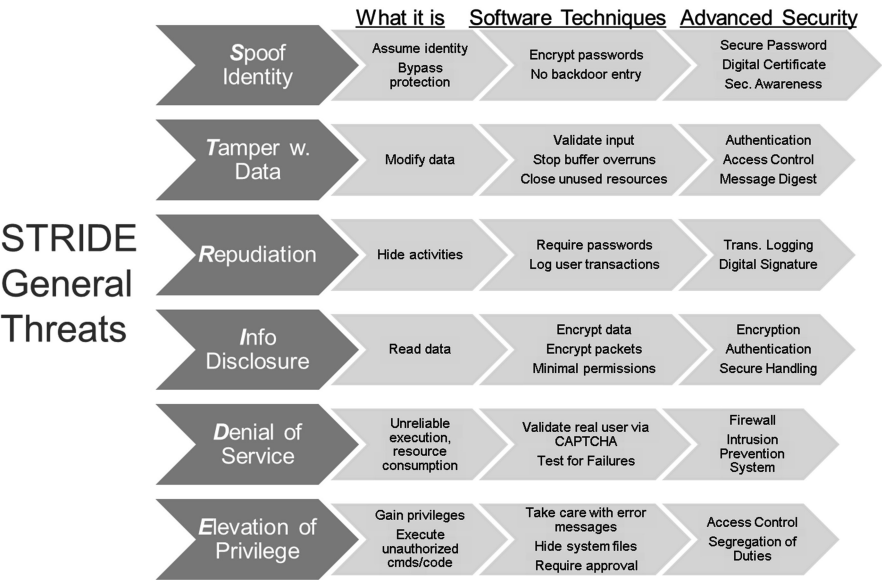 What it is
Software Techniques
Advanced Security
STRIDE
General
Threats
Spoof
Identity
Assume identity
Bypass
protection
Encrypt passwords
No backdoor entry
Secure Password
Digital Certificate
Sec. Awareness
Tamper w.
Data
Modify data
Validate input
Stop buffer overruns
Close unused resources
Authentication
Access Control
Message Digest
Repudiation
Hide activities
Require passwords
Log user transactions
Trans. Logging
Digital Signature
Info
Disclosure
Read data
Encrypt data
Encrypt packets
Minimal permissions
Encryption
Authentication
Secure Handling
Denial of
Service
Unreliable
execution,
resource
consumption
Validate real user via
CAPTCHA
Test for Failures
Firewall
Intrusion
Prevention
System
Elevation of
Privilege
Gain privileges
Execute
unauthorized
cmds/code
Take care with error
messages
Hide system files
Require approval
Access Control
Segregation of
Duties